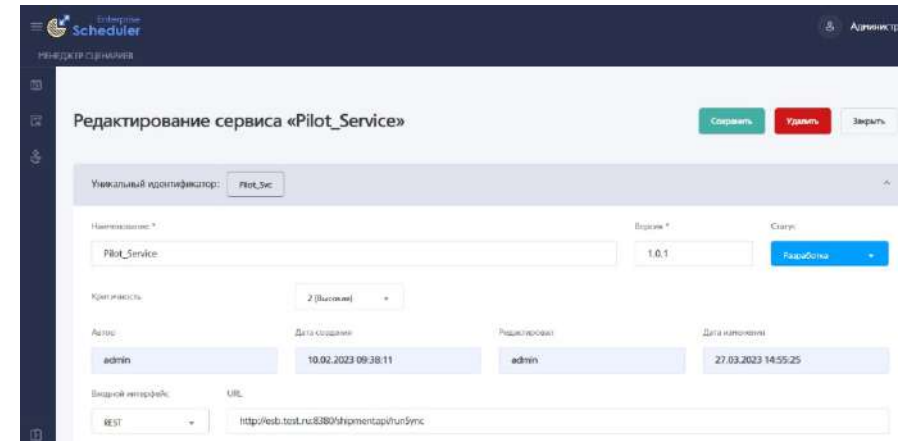 Enterprise
Scheduler
Администр
МЕНЕДЖЕР СЦЕНАРИЕВ
Редактирование сервиса «Pilot_Service»
Сохранить
Удалить
Закрыть
Уникальный идентификатор: Pilot_Svc
Наименование *
Версия *
Статус
Pilot_Service
1.0.1
Разработка
Критичность
2 (Высокий)
Автор
Дата создания
Редактировал
Дата изменения
admin
10.02.2023 09:38:11
admin
27.03.2023 14:55:25
Входной интерфейс
URL
REST
http://esb.test.ru:8380/shipmentapi/runSync